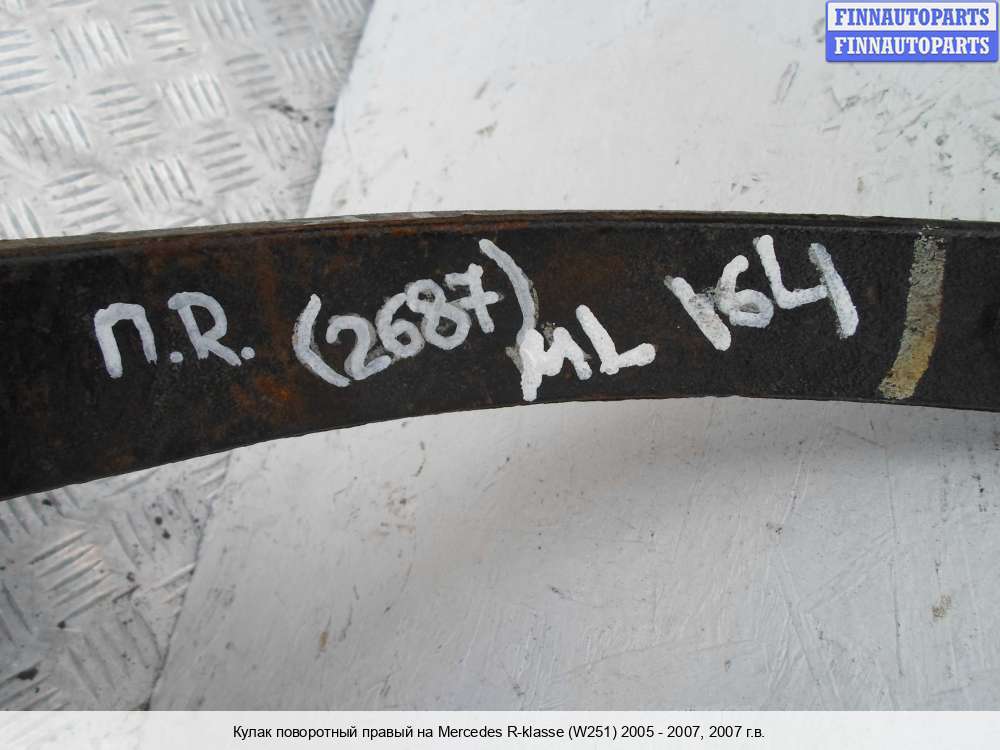 FINNAUTOPARTS
FINNAUTOPARTS
П.R. (2687) ML 164
Кулак поворотный правый на Mercedes R-klasse (W251) 2005 - 2007, 2007 г.в.